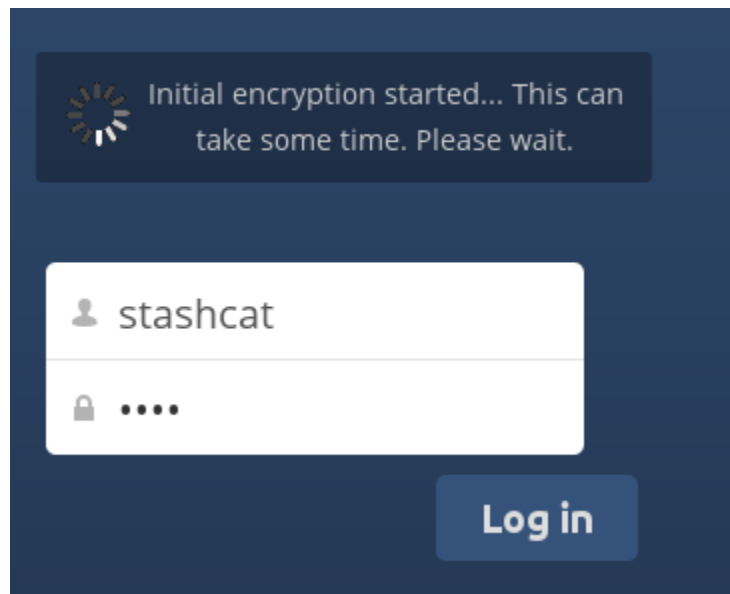 Initial encryption started... This can
take some time. Please wait.
stashcat
••••
Log in